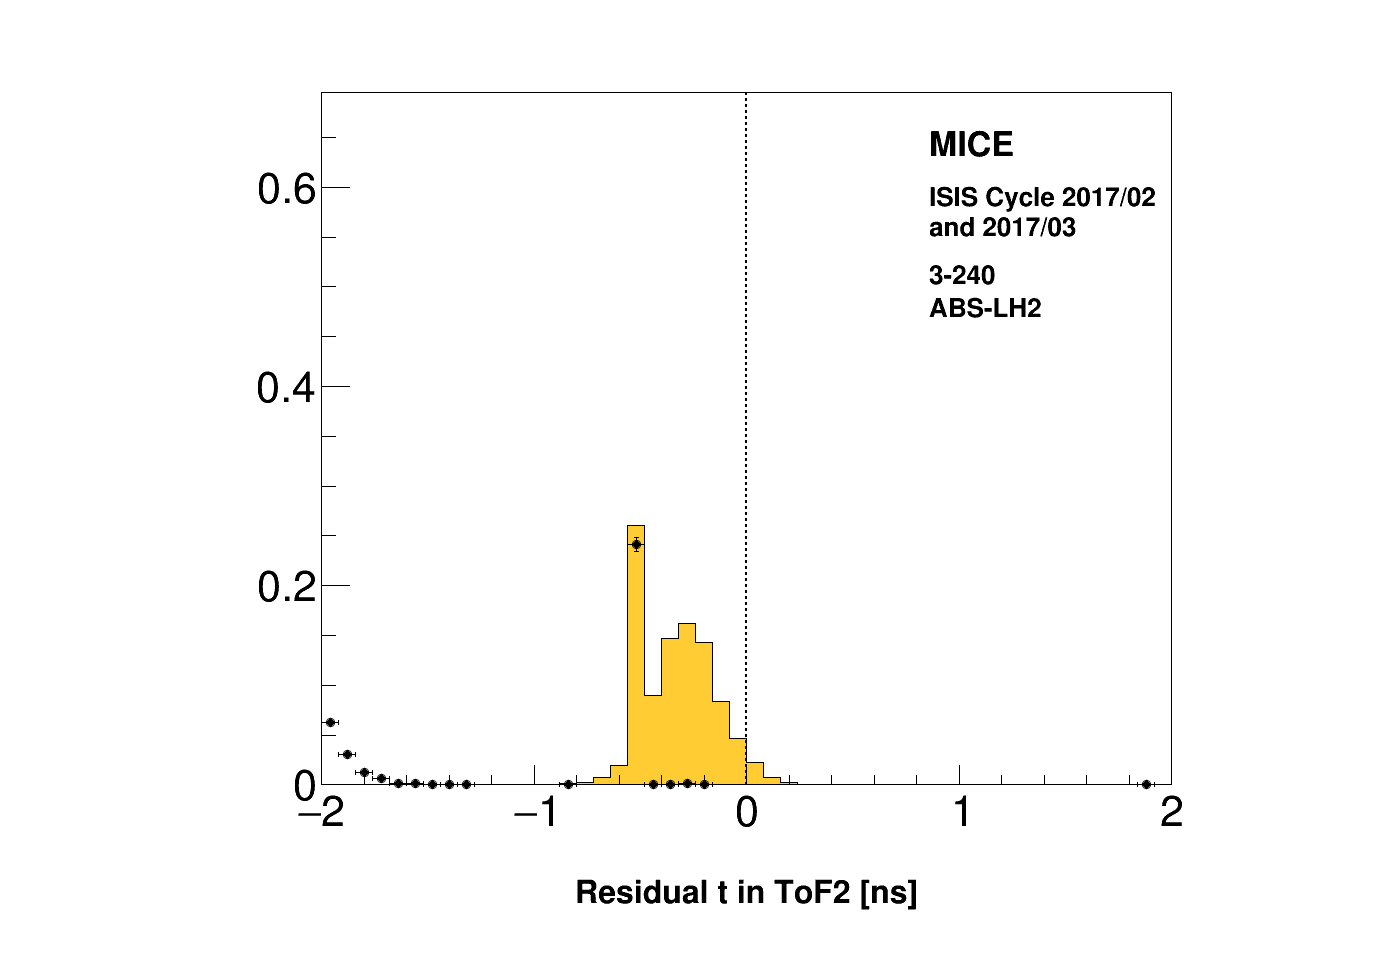 MICE
ISIS Cycle 2017/02
and 2017/03
3-240
ABS-LH2
0.6
0.4
0.2
0
−2
−1
0
1
2
Residual t in ToF2 [ns]